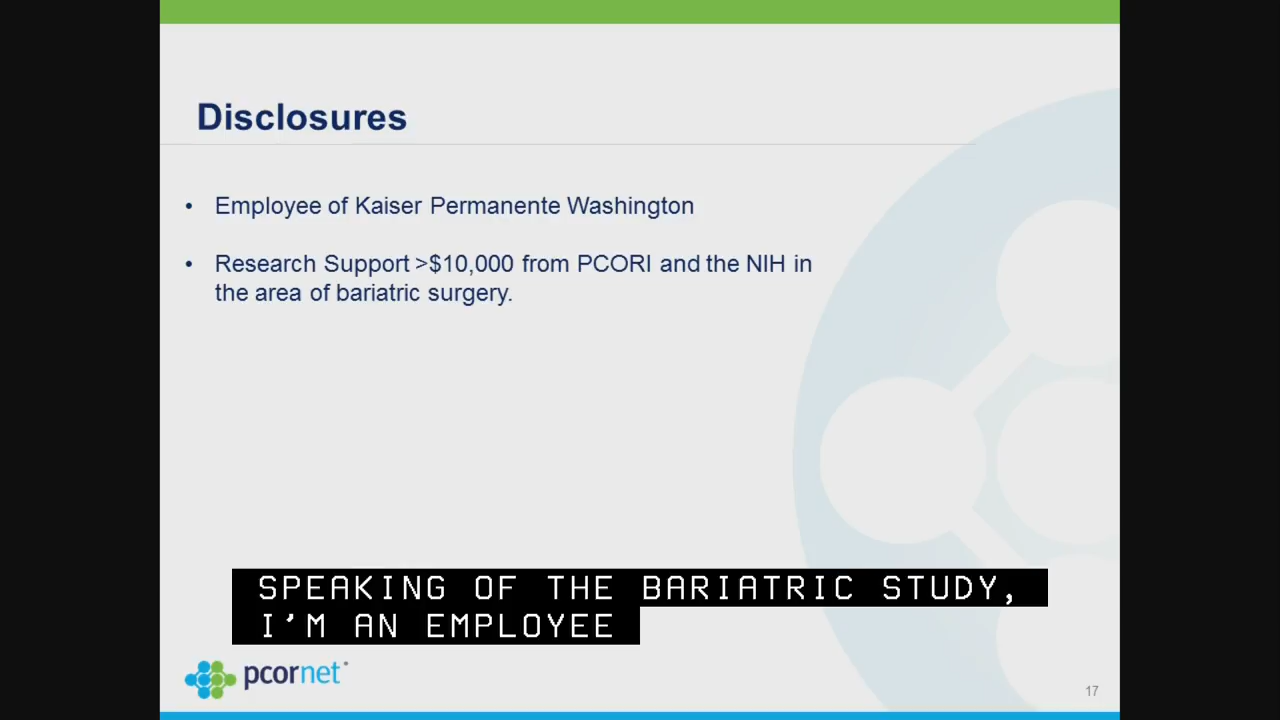 Disclosures
• Employee of Kaiser Permanente Washington
• Research Support >$10,000 from PCORI and the NIH in
the area of bariatric surgery.
SPEAKING OF THE BARIATRIC STUDY,
I'M AN EMPLOYEE
pcornet
17